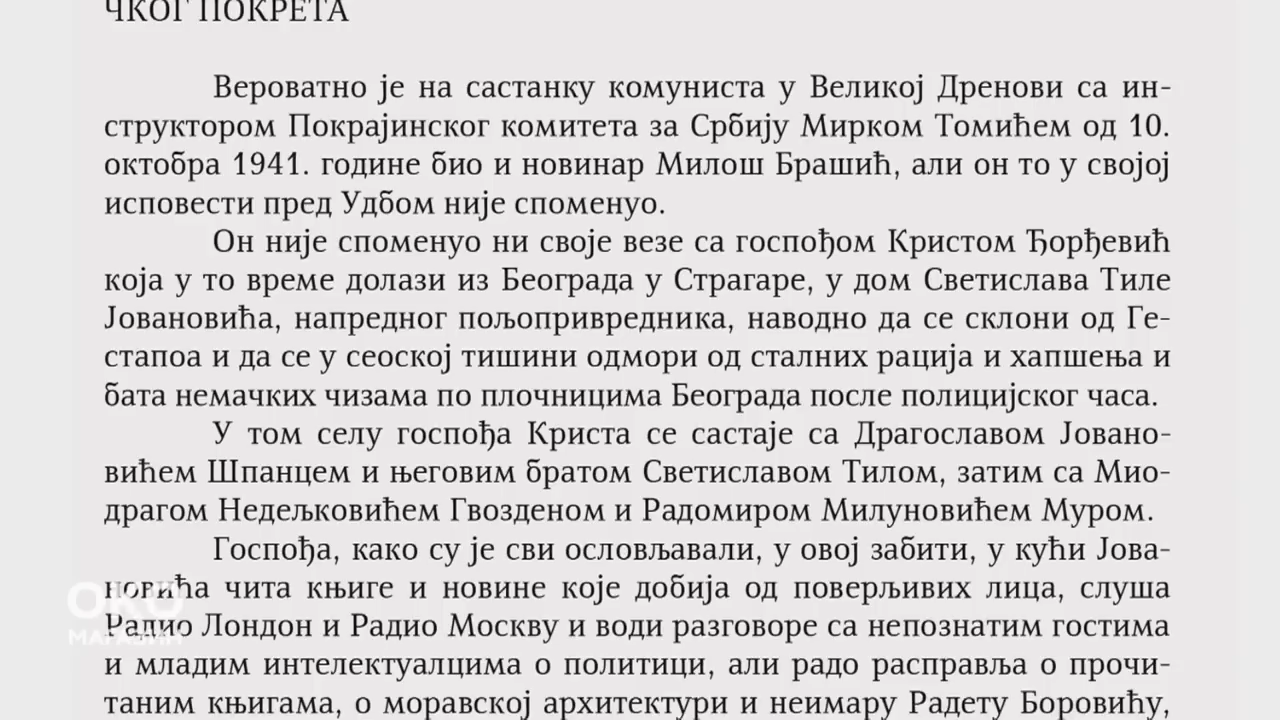 ЧКОГ ПОКРЕТА
Вероватно је на састанку комуниста у Великој Дренови са ин-
структором Покрајинског комитета за Србију Мирком Томићем од 10.
октобра 1941. године био и новинар Милош Брашић, али он то у својој
исповести пред Удбом није споменуо.
Он није споменуо ни своје везе са госпођом Кристом Ђорђевић
која у то време долази из Београда у Страгаре, у дом Светислава Тиле
Јовановића, напредног пољопривредника, наводно да се склони од Ге-
стапоа и да се у сеоској тишини одмори од сталних рација и хапшења и
бата немачких чизама по плочницима Београда после полицијског часа.
У том селу госпођа Криста се састаје са Драгославом Јовано-
вићем Шпанцем и његовим братом Светиславом Тилом, затим са Мио-
драгом Недељковићем Гвозденом и Радомиром Милуновићем Муром.
Госпођа, како су је сви ословљавали, у овој забити, у кући Јова-
новића чита књиге и новине које добија од поверљивих лица, слуша
Радио Лондон и Радио Москву и води разговоре са непознатим гостима
и младим интелектуалцима о политици, али радо расправља о прочи-
таним књигама, о моравској архитектури и неимару Радету Боровићу,
ОКО
МАГАЗИН